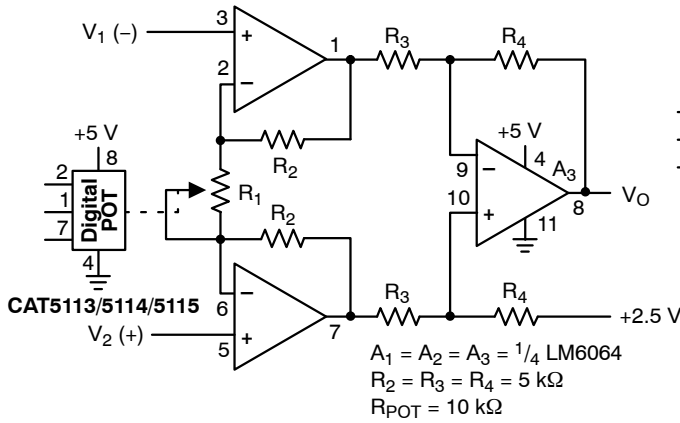 V1 (–)
3
+
1
R3
R4
2
–
+5 V
8
R2
+5 V
4
A3
9
–
2
1
7
Digital
POT
R1
10
+
8
VO
R2
11
4
CAT5113/5114/5115
–
6
7
R3
R4
+2.5 V
V2 (+)
5
+
A1 = A2 = A3 = 1/4 LM6064
R2 = R3 = R4 = 5 kΩ
RPOT = 10 kΩ